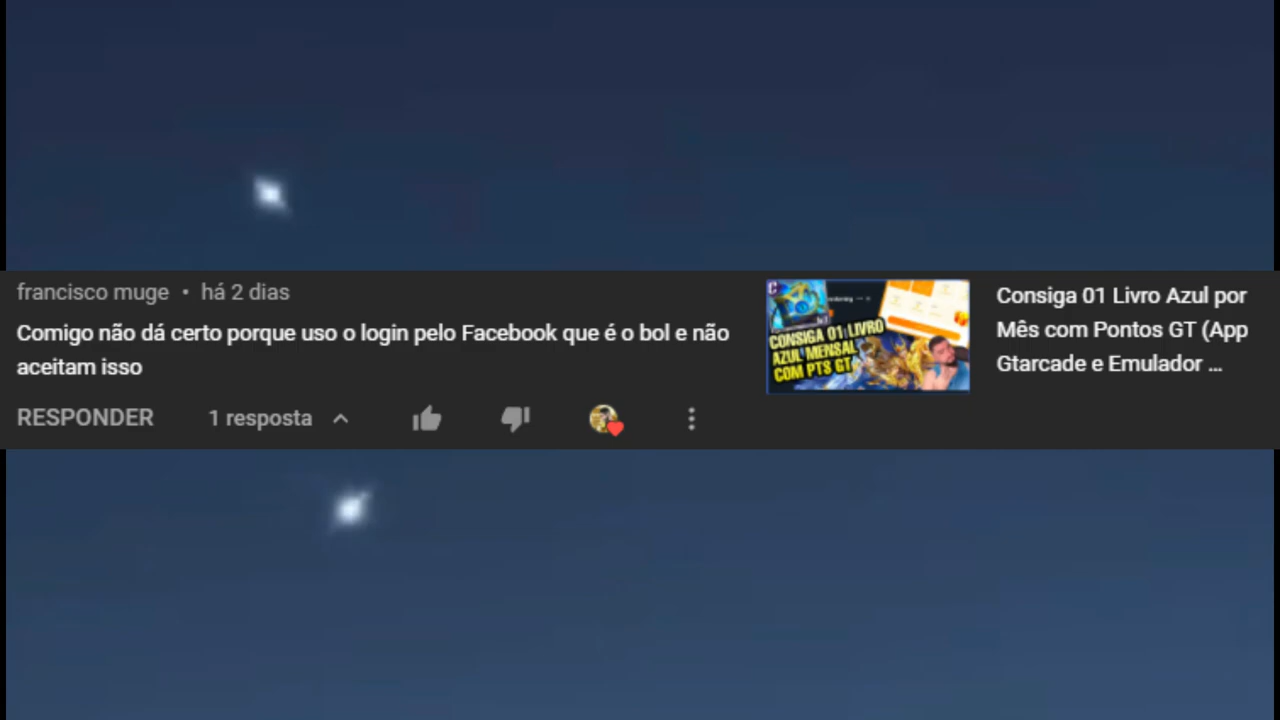 francisco muge • há 2 dias
Comigo não dá certo porque uso o login pelo Facebook que é o bol e não
aceitam isso
RESPONDER 1 resposta
CONSIGA 01 LIVRO
AZUL MENSAL
COM PTS GT
Consiga 01 Livro Azul por
Mês com Pontos GT (App
Gtarcade e Emulador ...